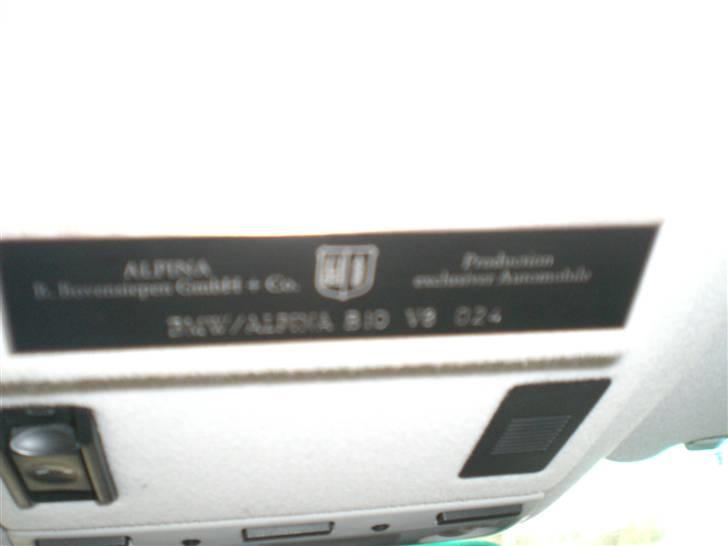 ALPINA
B. Bovensiepen GmbH + Co.
Production
exclusiver Automobile
BMW/ALPINA B10 V8 024